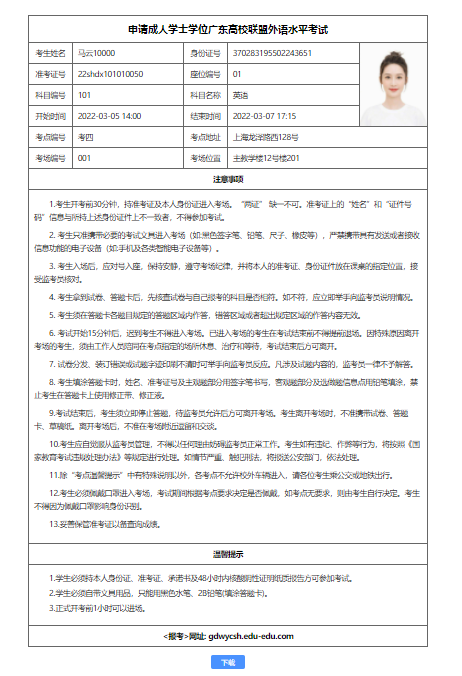 申请成人学士学位广东高校联盟外语水平考试
考生姓名 马云10000 身份证号 370283195502243651
准考证号 22shdx101010050 座位编号 01
科目编号 101 科目名称 英语
开始时间 2022-03-05 14:00 结束时间 2022-03-07 17:15
考点编号 考四 考点地址 上海龙泽路西128号
考场编号 001 考场位置 主教学楼12号楼201
注意事项
1.考生开考前30分钟，持准考证及本人身份证进入考场。“两证” 缺一不可。准考证上的“姓名”和“证件号
码”信息与所持上述身份证件上不一致者，不得参加考试。
2. 考生只准携带必要的考试文具进入考场（如:黑色签字笔、铅笔、尺子、橡皮等），严禁携带具有发送或者接收
信息功能的电子设备（如:手机及各类智能电子设备等）。
3. 考生入场后，应对号入座，保持安静，遵守考场纪律，并将本人的准考证、身份证件放在课桌的指定位置，接
受监考员核对。
4. 考生拿到试卷、答题卡后，先核查试卷与自己报考的科目是否相符。如不符，应立即举手向监考员说明情况。
5. 考生须在答题卡各题目规定的答题区域内作答，错答区域或者超出规定区域的作答内容无效。
6. 考试开始15分钟后，迟到考生不得进入考场。已进入考场的考生在考试结束前不得提前退场。因特殊原因离开
考场的考生，须由工作人员陪同在考点指定的场所休息、治疗和等待，考试结束后方可离开。
7. 试卷分发、装订错误或试题字迹印刷不清时可举手向监考员反应。凡涉及试题内容的，监考员一律不予解答。
8. 考生填涂答题卡时，姓名、准考证号及主观题部分用签字笔书写，客观题部分及选做题信息点用铅笔填涂，禁
止考生在答题卡上使用修正带、修正液。
9.考试结束后，考生须立即停止答题，待监考员允许后方可离开考场。考生离开考场时，不准携带试卷、答题
卡、草稿纸。离开考场后，不准在考场附近逗留和交谈。
10.考生应自觉服从监考员管理，不得以任何理由妨碍监考员正常工作。考生如有违纪、作弊等行为，将按照《国
家教育考试违规处理办法》等规定进行处理。如情节严重、触犯刑法，将报送公安部门，依法处理。
11.除“考点温馨提示”中有特殊说明以外，各考点不允许校外车辆进入，请各位考生乘公交或地铁出行。
12.考生必须佩戴口罩进入考场，考试期间根据考点要求决定是否佩戴，如考点无要求，则由考生自行决定。考生
不得因为佩戴口罩影响身份识别。
13.妥善保管准考证以备查询成绩。
温馨提示
1.学生必须持本人身份证、准考证、承诺书及48小时内核酸阴性证明纸质报告方可参加考试。
2.学生必须自带文具用品，只能用黑色水笔、2B铅笔(填涂答题卡)。
3.正式开考前1小时可以进场。
<报考>网址: gdwycsh.edu-edu.com
下载